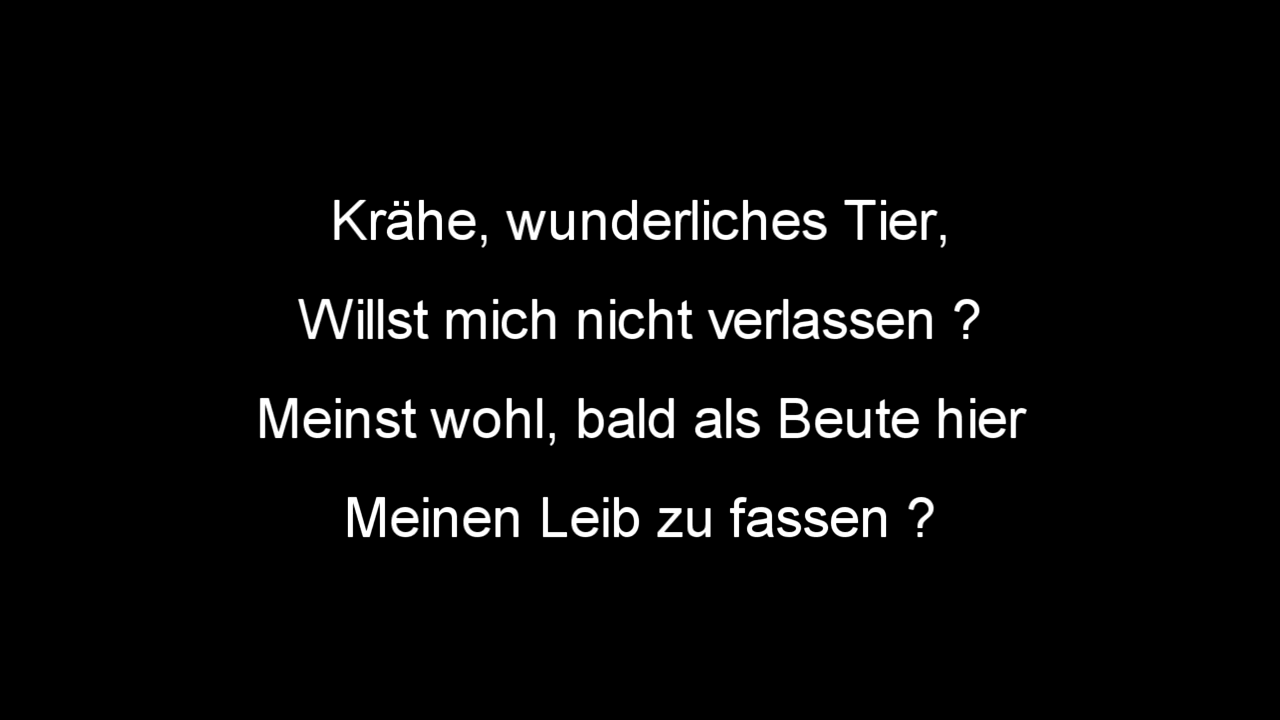 Krähe, wunderliches Tier,
Willst mich nicht verlassen ?
Meinst wohl, bald als Beute hier
Meinen Leib zu fassen ?